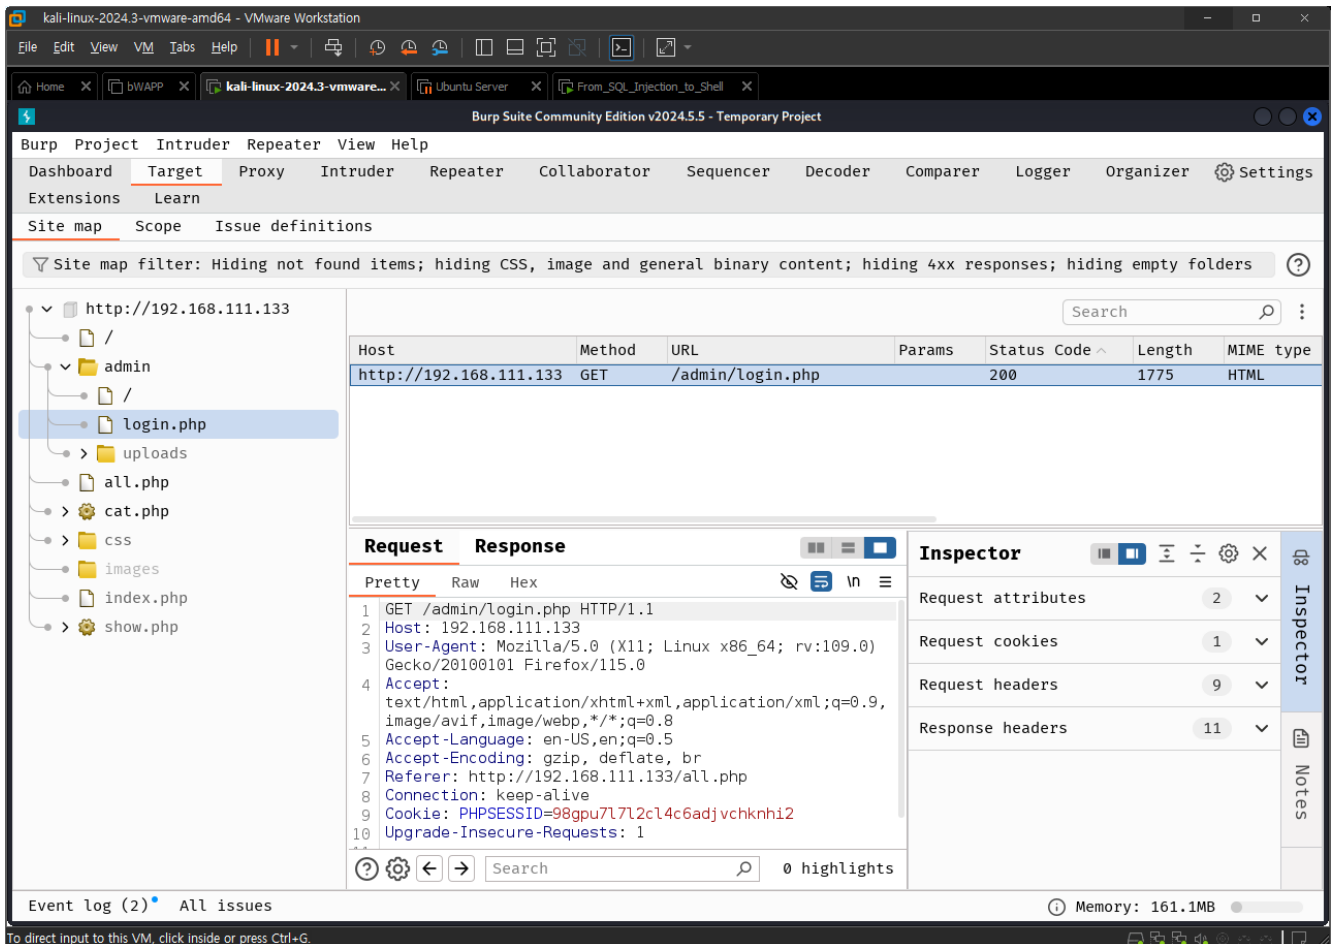 kali-linux-2024.3-vmware-amd64 - VMware Workstation
File Edit View VM Tabs Help
Home bWAPP kali-linux-2024.3-vmware... Ubuntu Server From_SQL_Injection_to_Shell
Burp Suite Community Edition v2024.5.5 - Temporary Project
Burp Project Intruder Repeater View Help
Dashboard Target Proxy Intruder Repeater Collaborator Sequencer Decoder Comparer Logger Organizer Settings
Extensions Learn
Site map Scope Issue definitions
Site map filter: Hiding not found items; hiding CSS, image and general binary content; hiding 4xx responses; hiding empty folders
http://192.168.111.133
/
admin
/
login.php
uploads
all.php
cat.php
css
images
index.php
show.php
Search
Host Method URL Params Status Code Length MIME type
http://192.168.111.133 GET /admin/login.php 200 1775 HTML
Request Response
Pretty Raw Hex \n
1 GET /admin/login.php HTTP/1.1
2 Host: 192.168.111.133
3 User-Agent: Mozilla/5.0 (X11; Linux x86_64; rv:109.0)
Gecko/20100101 Firefox/115.0
4 Accept:
text/html,application/xhtml+xml,application/xml;q=0.9,
image/avif,image/webp,*/*;q=0.8
5 Accept-Language: en-US,en;q=0.5
6 Accept-Encoding: gzip, deflate, br
7 Referer: http://192.168.111.133/all.php
8 Connection: keep-alive
9 Cookie: PHPSESSID=98gpu7l7l2cl4c6adjvchknhi2
10 Upgrade-Insecure-Requests: 1
Search 0 highlights
Inspector
Request attributes 2
Request cookies 1
Request headers 9
Response headers 11
Inspector
Notes
Event log (2) All issues Memory: 161.1MB
To direct input to this VM, click inside or press Ctrl+G.